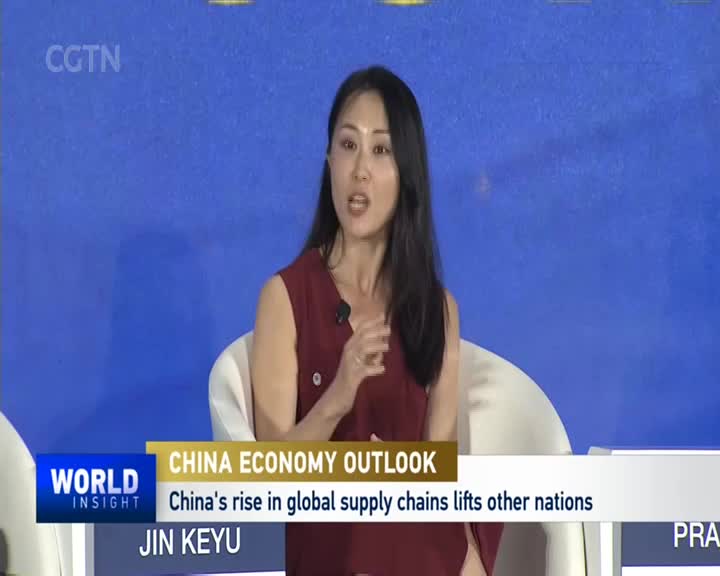 CGTN
CHINA ECONOMY OUTLOOK
WORLD
INSIGHT
China's rise in global supply chains lifts other nations
JIN KEYU
PRA